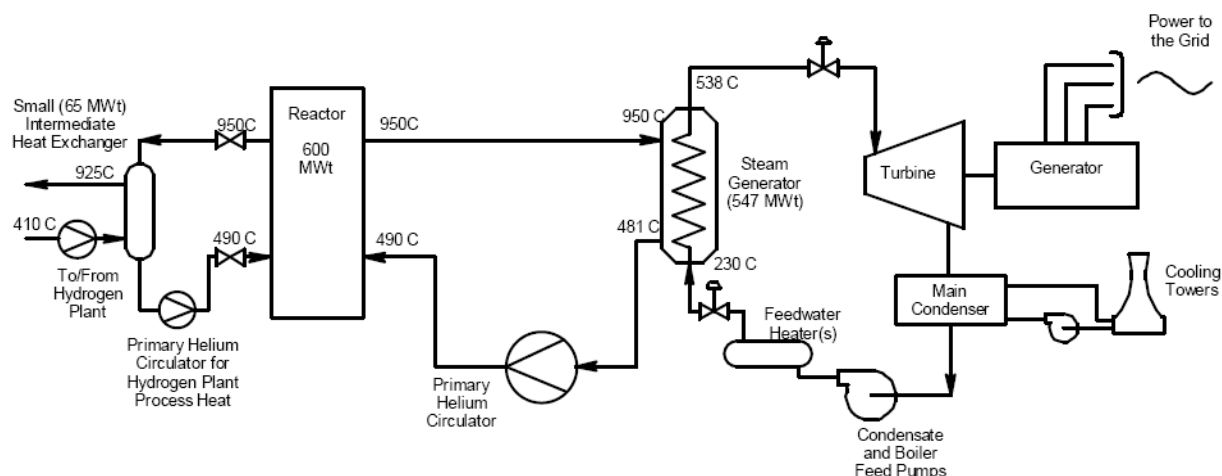 Power to
the Grid
538 C
Small (65 MWt)
Intermediate
Heat Exchanger
950C
Reactor
600
MWt
950C
950 C
Steam
Generator
(547 MWt)
Turbine
Generator
925C
410 C
490 C
490 C
481 C
230 C
To/From
Hydrogen
Plant
Primary Helium
Circulator for
Hydrogen Plant
Process Heat
Primary
Helium
Circulator
Feedwater
Heater(s)
Main
Condenser
Cooling
Towers
Condensate
and Boiler
Feed Pumps